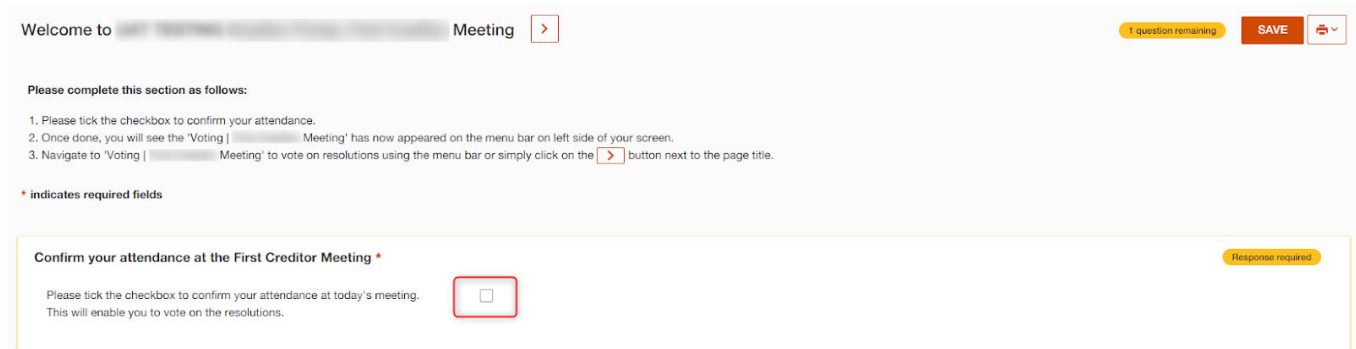 Welcome to Meeting >
1 question remaining
SAVE
Please complete this section as follows:
1. Please tick the checkbox to confirm your attendance.
2. Once done, you will see the 'Voting | Meeting' has now appeared on the menu bar on left side of your screen.
3. Navigate to 'Voting | Meeting' to vote on resolutions using the menu bar or simply click on the > button next to the page title.
* indicates required fields
Confirm your attendance at the First Creditor Meeting *
Response required
Please tick the checkbox to confirm your attendance at today's meeting.
This will enable you to vote on the resolutions.